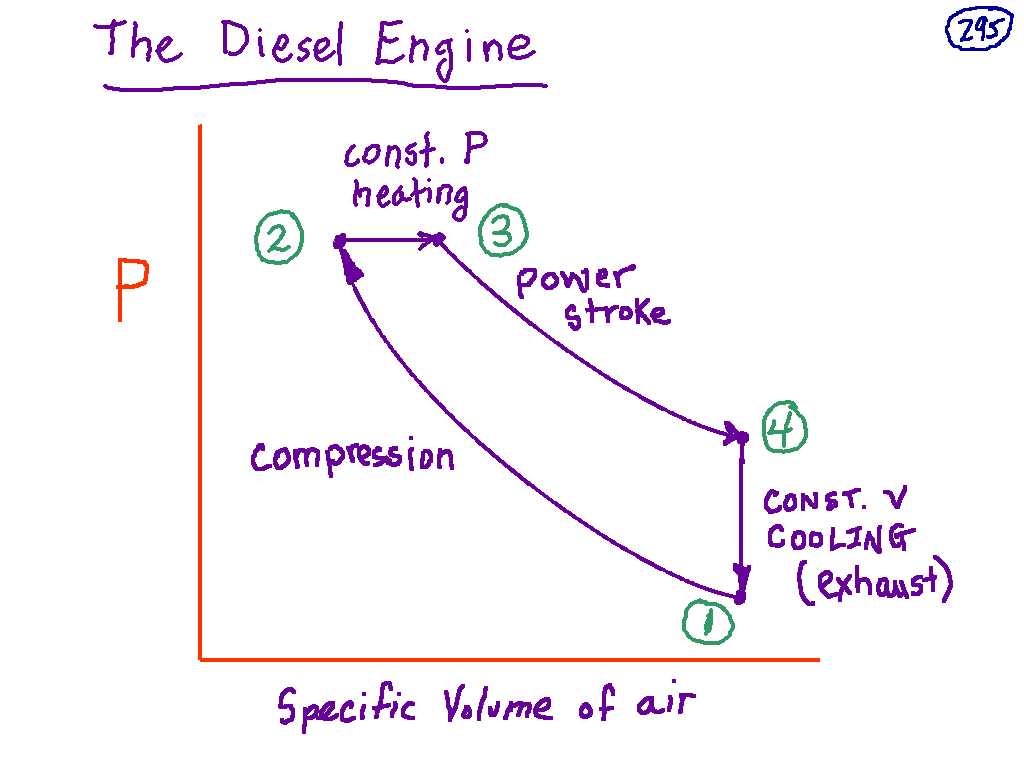 The Diesel Engine
295
const. P
heating
2
3
P
power
stroke
4
compression
CONST. V
COOLING
(exhaust)
1
Specific Volume of air